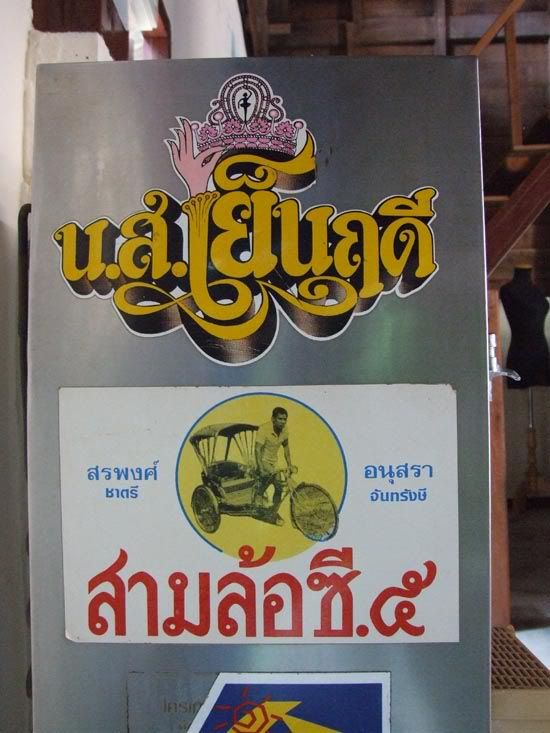 น.ส.เย็นฤดี
สรพงศ์
ชาตรี
อนุสรา
จันทรังษี
สามล้อซี.๕